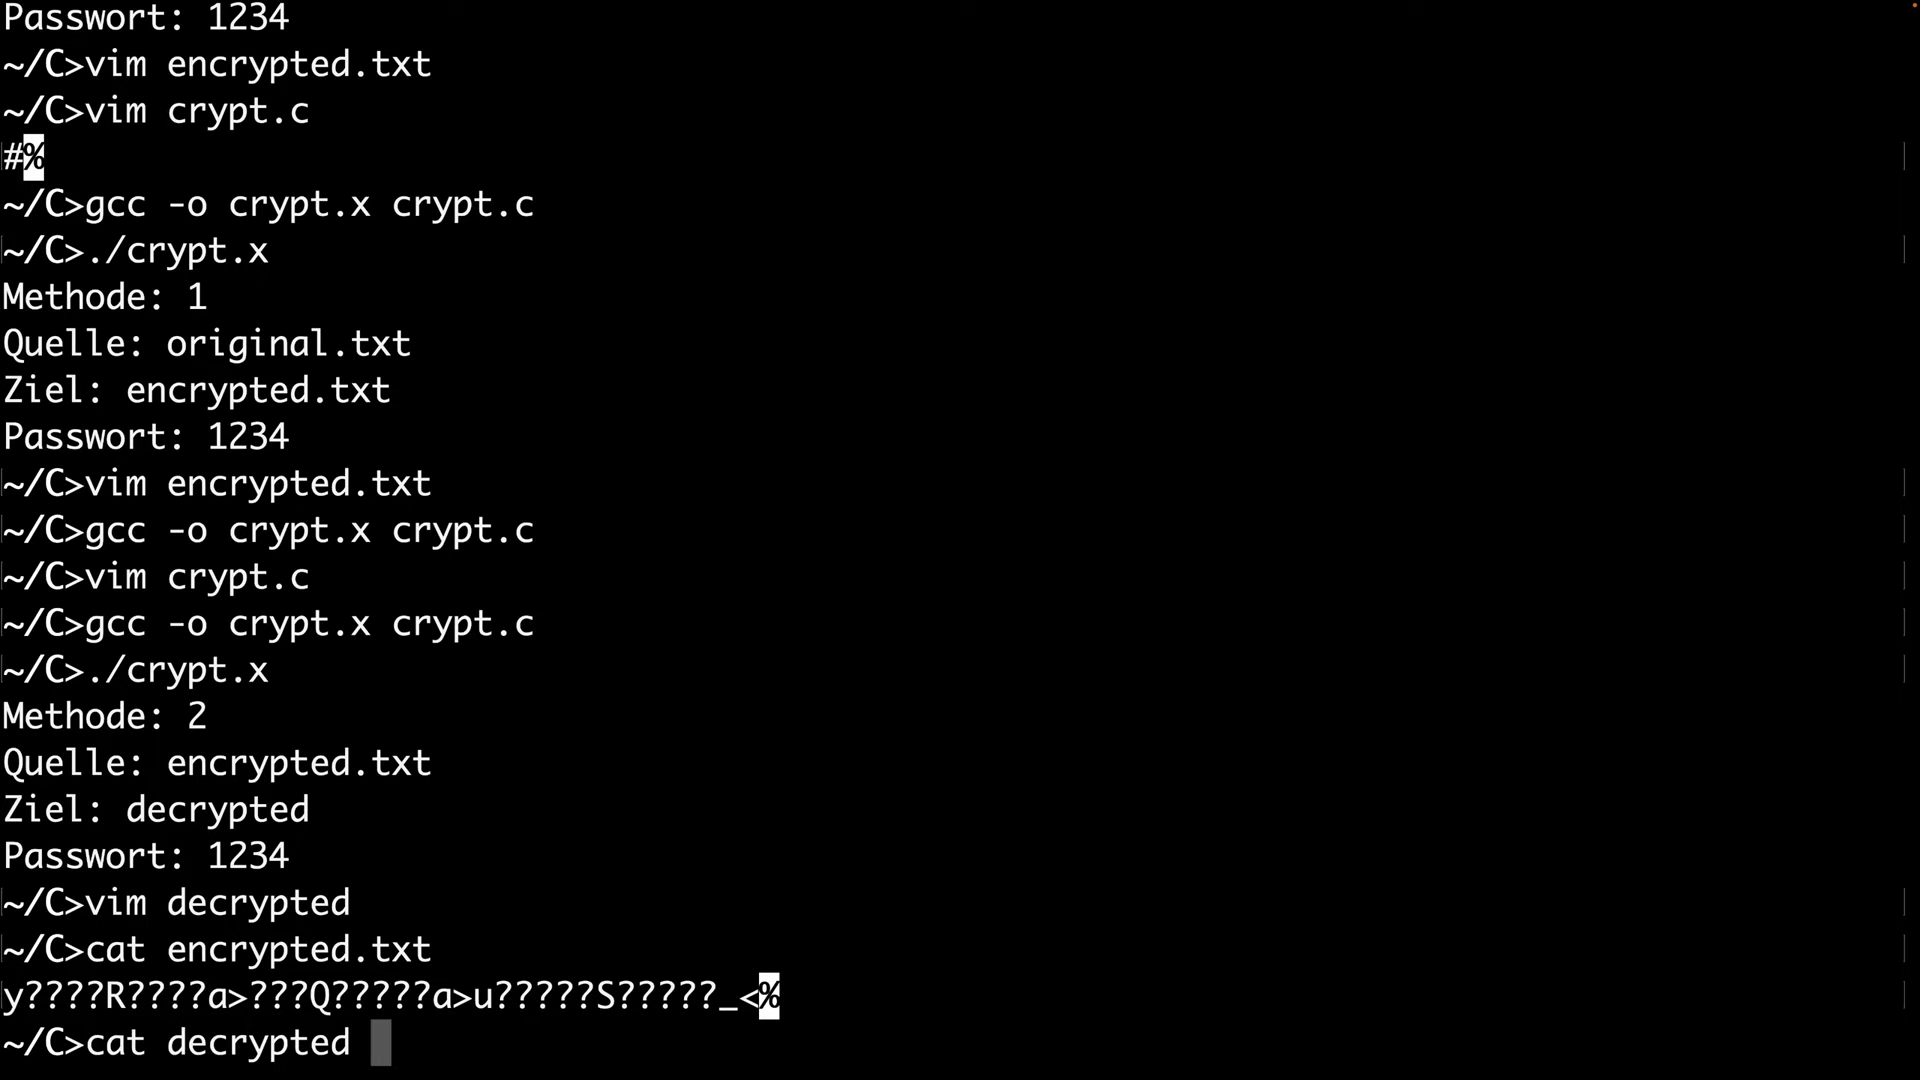 Passwort: 1234
~/C>vim encrypted.txt
~/C>vim crypt.c
#%
~/C>gcc -o crypt.x crypt.c
~/C>./crypt.x
Methode: 1
Quelle: original.txt
Ziel: encrypted.txt
Passwort: 1234
~/C>vim encrypted.txt
~/C>gcc -o crypt.x crypt.c
~/C>vim crypt.c
~/C>gcc -o crypt.x crypt.c
~/C>./crypt.x
Methode: 2
Quelle: encrypted.txt
Ziel: decrypted
Passwort: 1234
~/C>vim decrypted
~/C>cat encrypted.txt
y????R????a>???Q?????a>u?????S?????_<%
~/C>cat decrypted